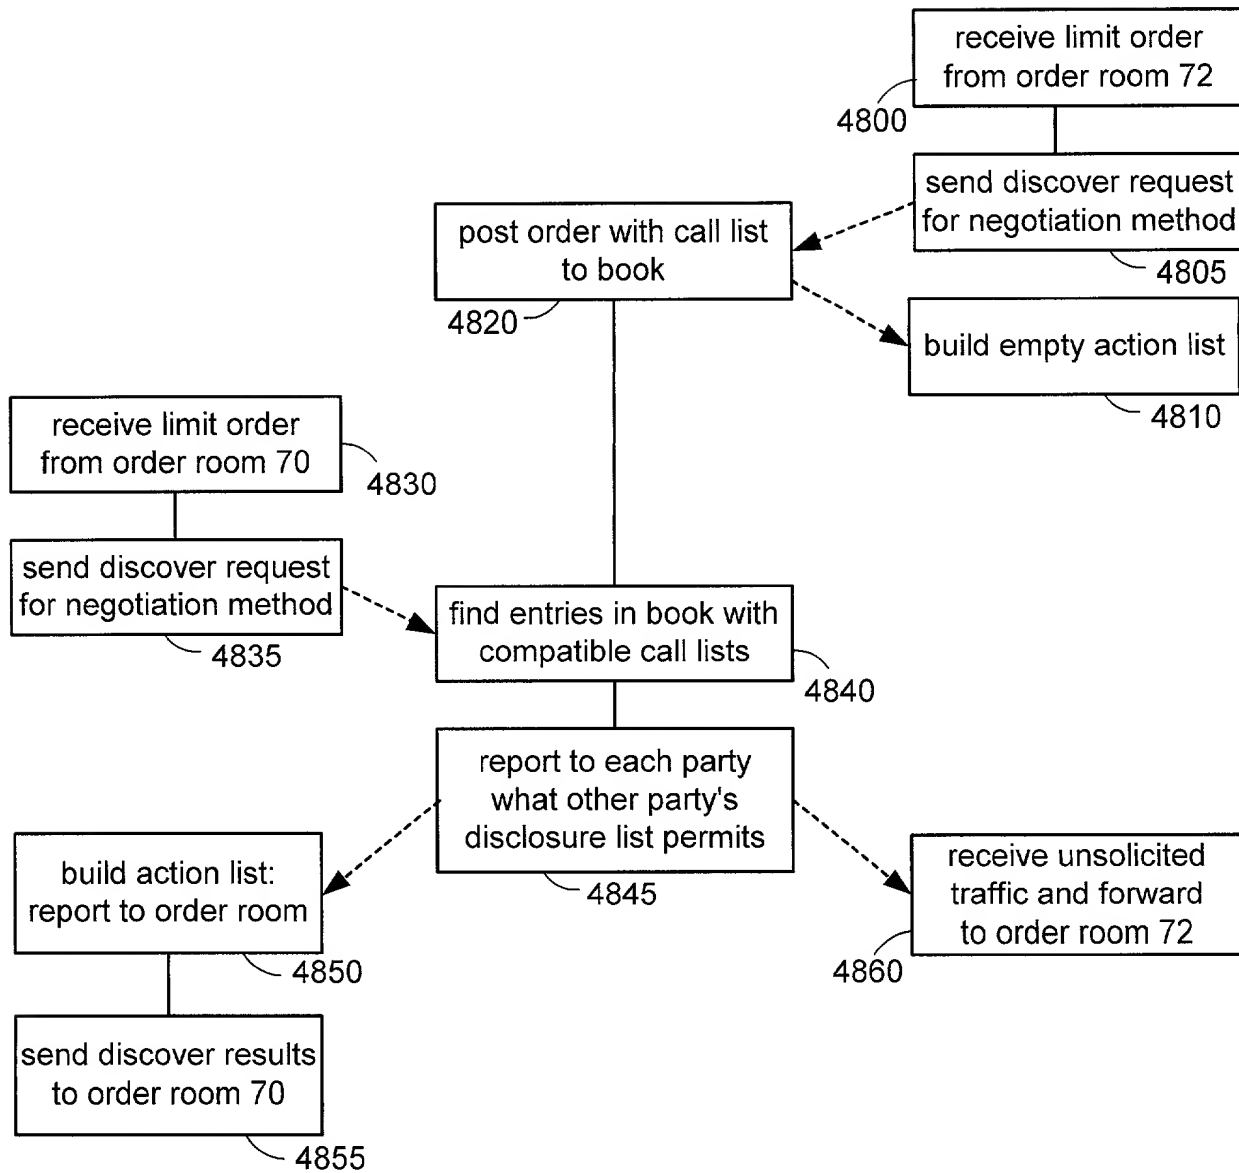 receive limit order
from order room 72
4800
send discover request
for negotiation method
4805
post order with call list
to book
4820
build empty action list
4810
receive limit order
from order room 70
4830
send discover request
for negotiation method
4835
find entries in book with
compatible call lists
4840
report to each party
what other party's
disclosure list permits
4845
build action list:
report to order room
4850
receive unsolicited
traffic and forward
to order room 72
4860
send discover results
to order room 70
4855